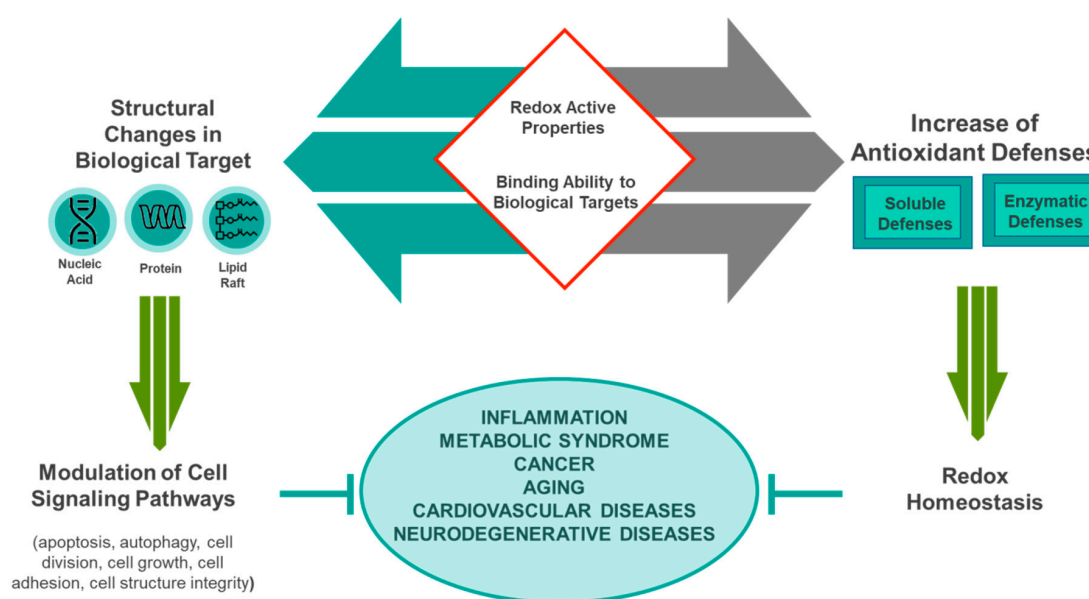 Structural
Changes in
Biological Target
Nucleic
Acid
Protein
Lipid
Raft
Redox Active
Properties
Binding Ability to
Biological Targets
Increase of
Antioxidant Defenses
Soluble
Defenses
Enzymatic
Defenses
Modulation of Cell
Signaling Pathways
(apoptosis, autophagy, cell
division, cell growth, cell
adhesion, cell structure integrity)
INFLAMMATION
METABOLIC SYNDROME
CANCER
AGING
CARDIOVASCULAR DISEASES
NEURODEGENERATIVE DISEASES
Redox
Homeostasis